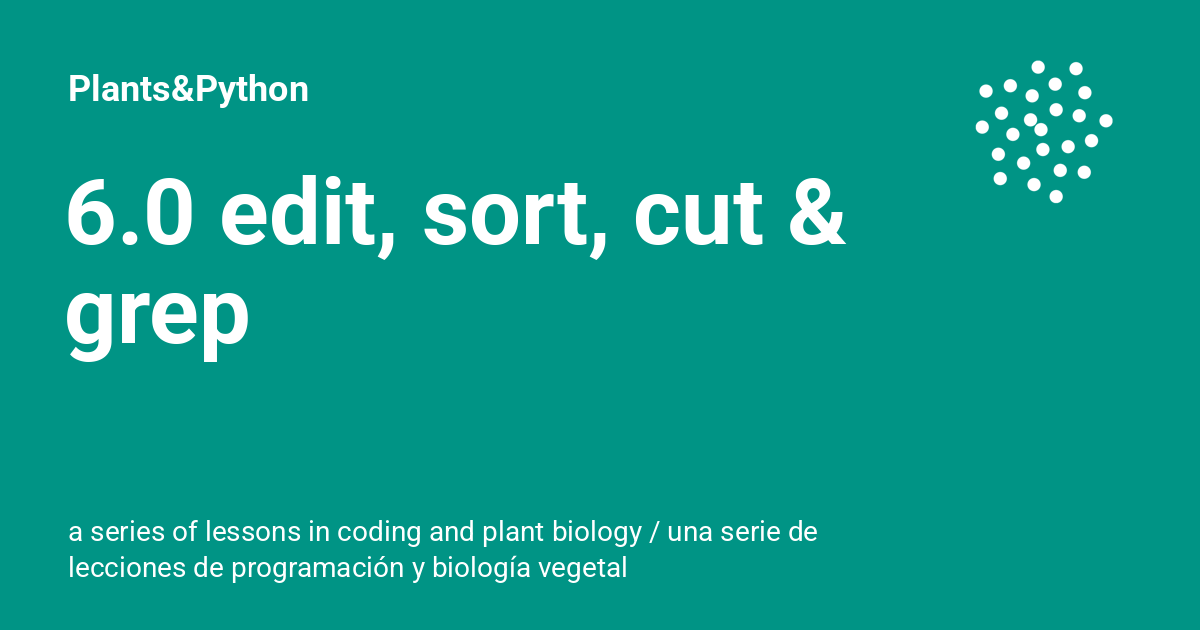 Plants&Python
6.0 edit, sort, cut &
grep
a series of lessons in coding and plant biology / una serie de
lecciones de programación y biología vegetal